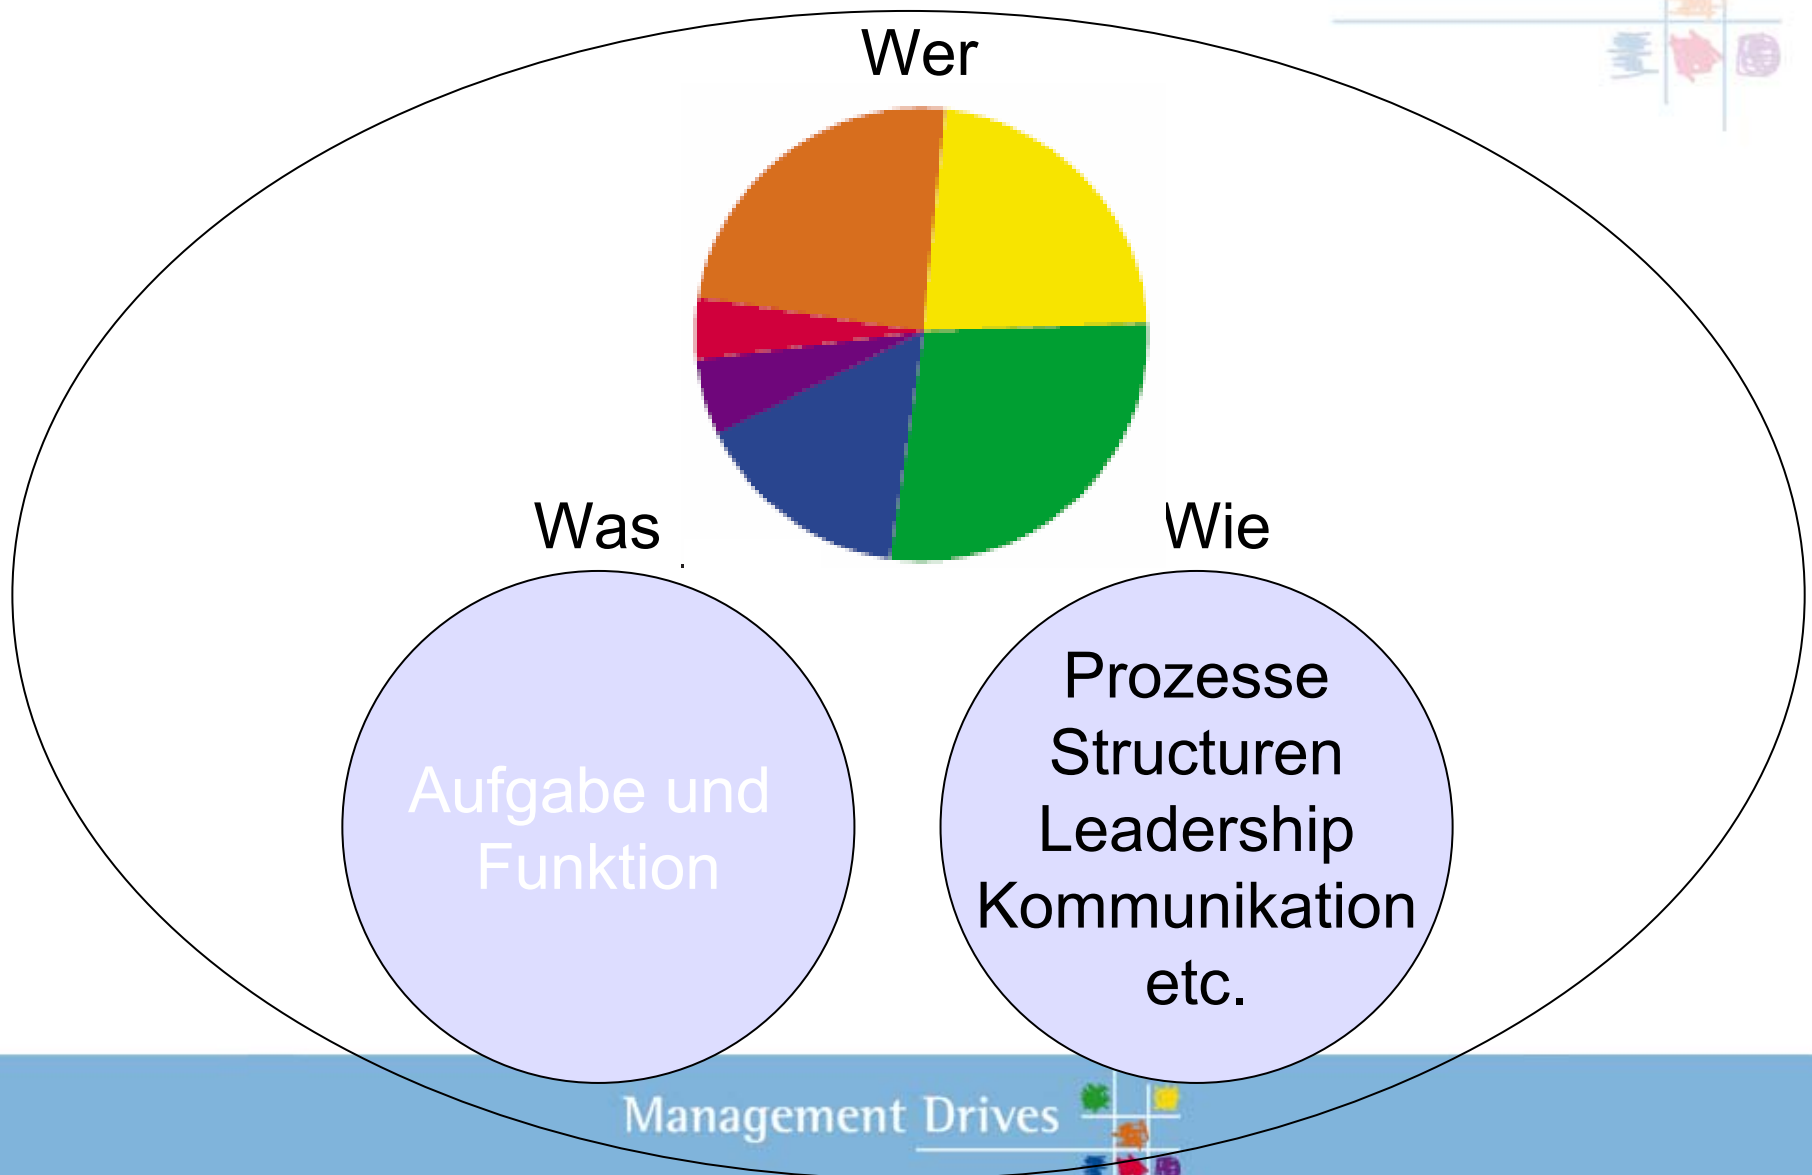 Wer
Was
Wie
Aufgabe und
Funktion
Prozesse
Structuren
Leadership
Kommunikation
etc.
Management Drives